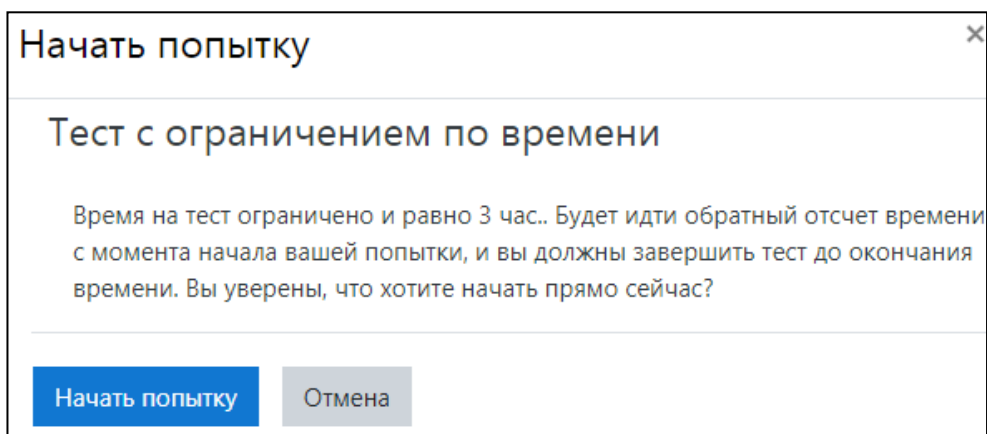 Начать попытку
×
Тест с ограничением по времени
Время на тест ограничено и равно 3 час.. Будет идти обратный отсчет времени
с момента начала вашей попытки, и вы должны завершить тест до окончания
времени. Вы уверены, что хотите начать прямо сейчас?
Начать попытку Отмена